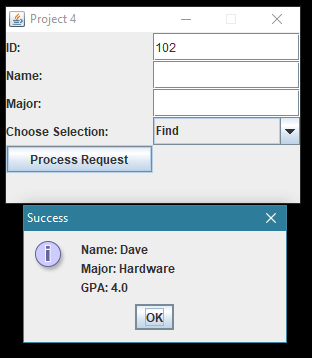 Project 4
ID: 102
Name:
Major:
Choose Selection: Find
Process Request
Success
Name: Dave
Major: Hardware
GPA: 4.0
OK